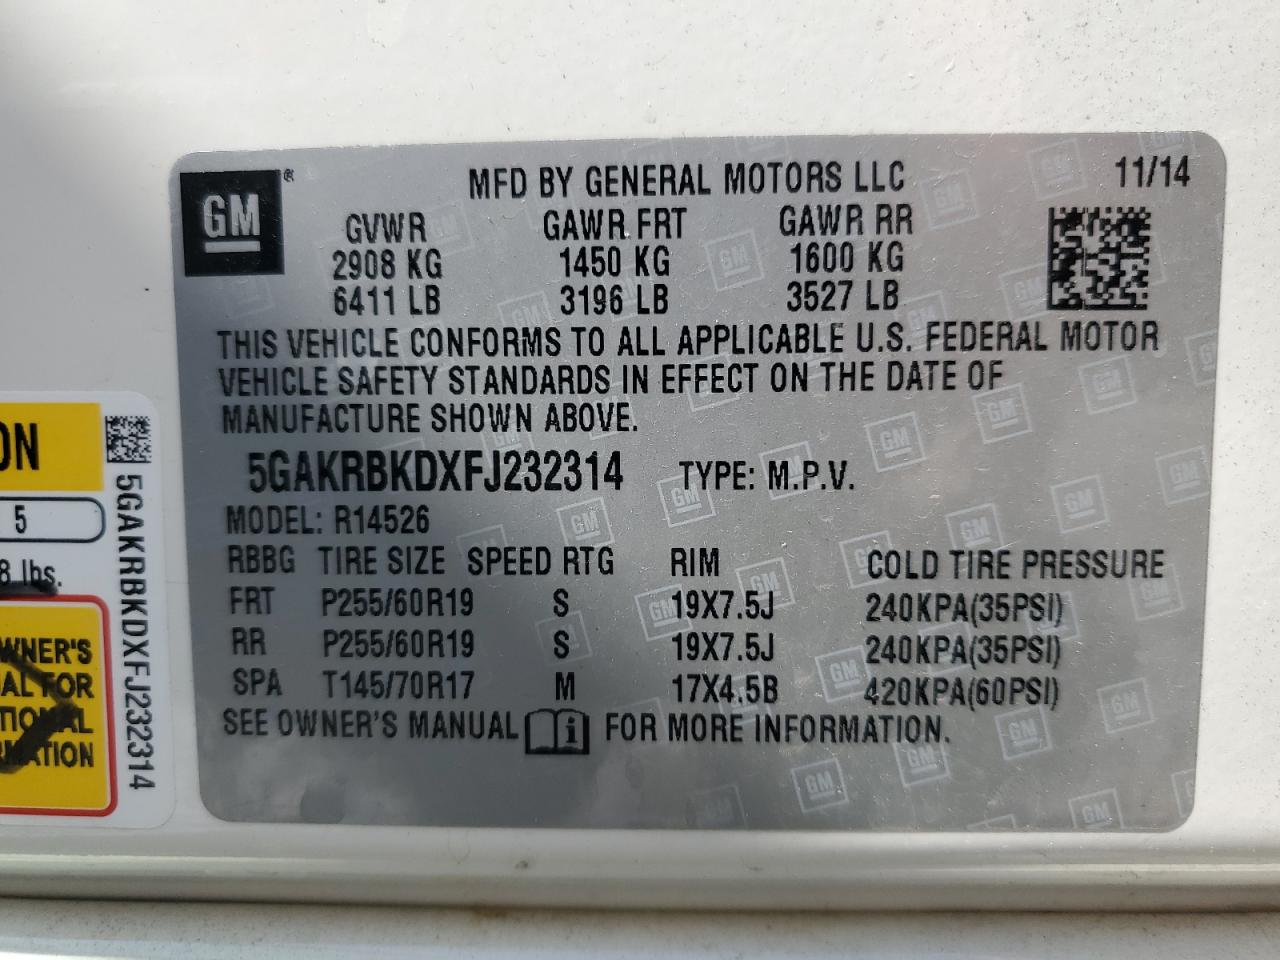 GM
MFD BY GENERAL MOTORS LLC 11/14
GVWR GAWR FRT GAWR RR
2908 KG 1450 KG 1600 KG
6411 LB 3196 LB 3527 LB
THIS VEHICLE CONFORMS TO ALL APPLICABLE U.S. FEDERAL MOTOR
VEHICLE SAFETY STANDARDS IN EFFECT ON THE DATE OF
MANUFACTURE SHOWN ABOVE.
5GAKRBKDXFJ232314 TYPE: M.P.V.
MODEL: R14526
RBBG TIRE SIZE SPEED RTG RIM COLD TIRE PRESSURE
FRT P255/60R19 S 19X7.5J 240KPA(35PSI)
RR P255/60R19 S 19X7.5J 240KPA(35PSI)
SPA T145/70R17 M 17X4.5B 420KPA(60PSI)
SEE OWNER'S MANUAL FOR MORE INFORMATION.
5
8 lbs.
FOR
5GAKRBKDXFJ232314